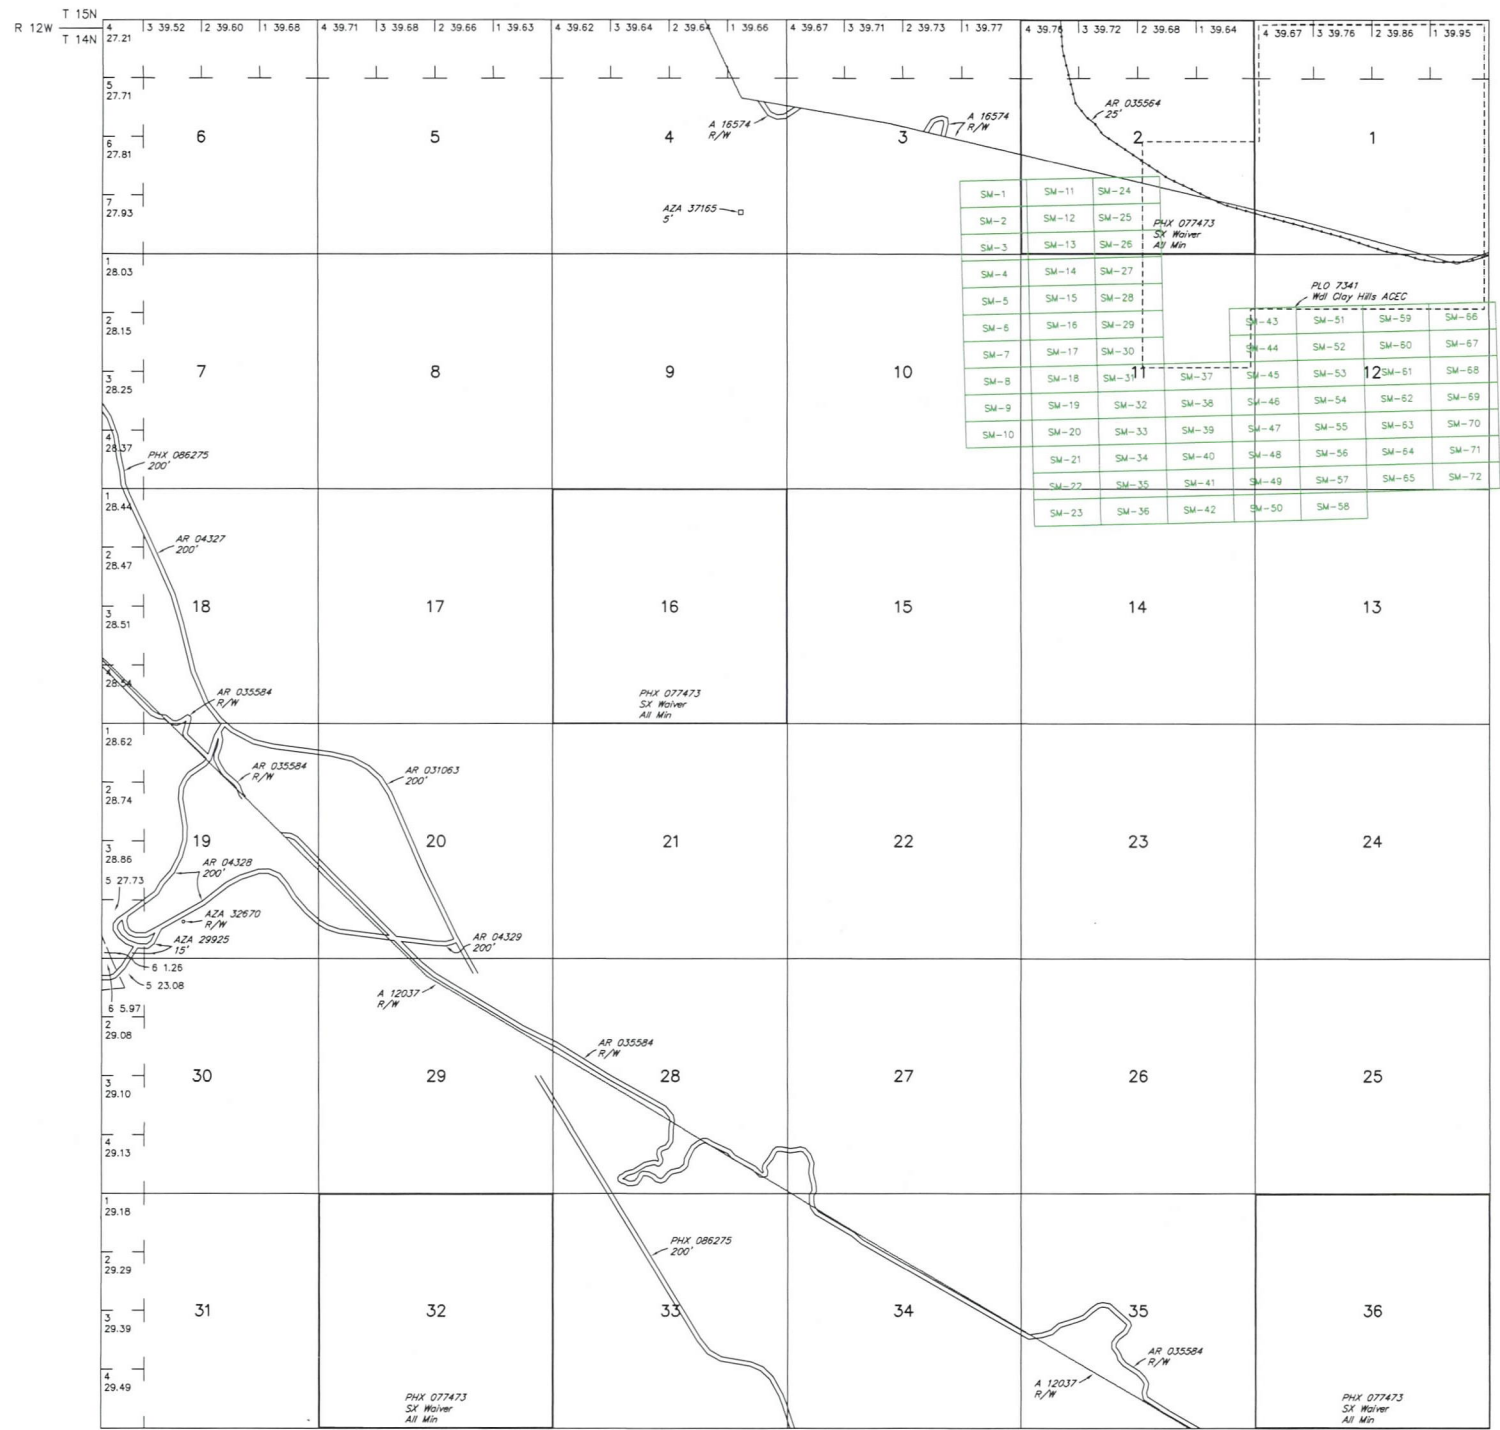 T 15N
R 12W
T 14N
4 27.21
3 39.52
2 39.60
1 39.68
4 39.71
3 39.68
2 39.66
1 39.63
4 39.62
3 39.64
2 39.64
1 39.66
4 39.67
3 39.71
2 39.73
1 39.77
3 39.72
2 39.68
1 39.64
4 39.67
3 39.76
2 39.86
1 39.95
5 27.71
6 27.81
7 27.93
6
5
4
3
2
1
A 16574
R/W
A 16574
R/W
AR 035564
25'
AZA 37165
5'
PHX 077473
SX Waiver
All Min
SM-1 SM-11 SM-24
SM-2 SM-12 SM-25
SM-3 SM-13 SM-26
SM-4 SM-14 SM-27
SM-5 SM-15 SM-28
SM-6 SM-16 SM-29
SM-7 SM-17 SM-30
SM-8 SM-18 SM-31 SM-37 SM-45 SM-53 SM-61 SM-68
SM-9 SM-19 SM-32 SM-38 SM-46 SM-54 SM-62 SM-69
SM-10 SM-20 SM-33 SM-39 SM-47 SM-55 SM-63 SM-70
SM-21 SM-34 SM-40 SM-48 SM-56 SM-64 SM-71
SM-22 SM-35 SM-41 SM-49 SM-57 SM-65 SM-72
SM-23 SM-36 SM-42 SM-50 SM-58
SM-43 SM-51 SM-59 SM-66
SM-44 SM-52 SM-60 SM-67
PLO 7341
Wdl Clay Hills ACEC
1 28.03
2 28.15
3 28.25
4 28.37
7
8
9
10
11
12
PHX 086275
200'
1 28.44
2 28.47
3 28.51
4 28.54
AR 04327
200'
18
17
16
15
14
13
PHX 077473
SX Waiver
All Min
AR 035584
R/W
1 28.62
2 28.74
3 28.86
5 27.73
AR 035584
R/W
AR 031063
200'
19
20
21
22
23
24
AR 04328
200'
AZA 32670
R/W
AZA 29925
15'
AR 04329
200'
6 1.26
5 23.08
6 5.97
2 29.08
3 29.10
4 29.13
A 12037
R/W
AR 035584
R/W
30
29
28
27
26
25
1 29.18
2 29.29
3 29.39
4 29.49
PHX 086275
200'
31
32
33
34
35
36
AR 035584
R/W
A 12037
R/W
PHX 077473
SX Waiver
All Min
PHX 077473
SX Waiver
All Min